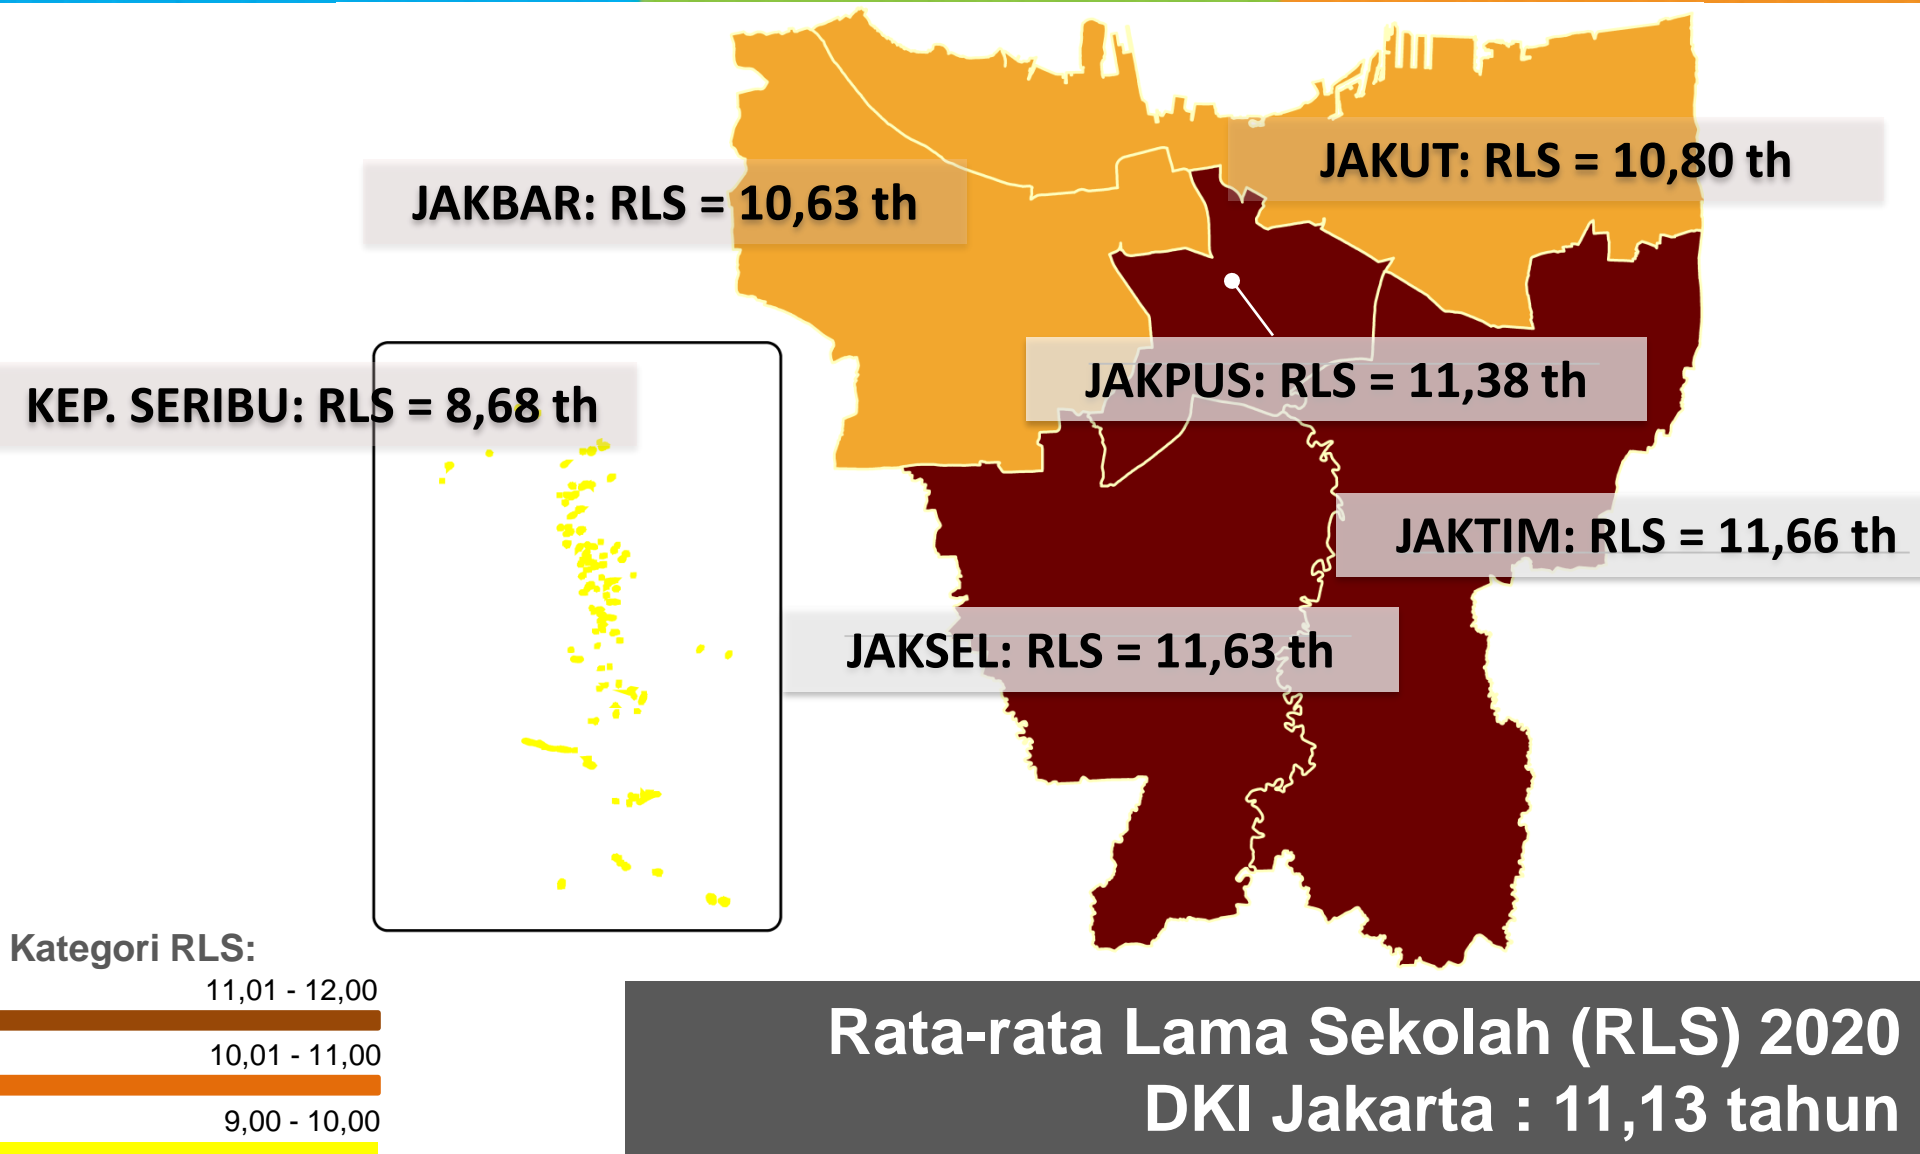 JAKUT: RLS = 10,80 th
JAKBAR: RLS = 10,63 th
JAKPUS: RLS = 11,38 th
KEP. SERIBU: RLS = 8,68 th
JAKTIM: RLS = 11,66 th
JAKSEL: RLS = 11,63 th
Kategori RLS:
11,01 - 12,00
10,01 - 11,00
9,00 - 10,00
Rata-rata Lama Sekolah (RLS) 2020
DKI Jakarta : 11,13 tahun